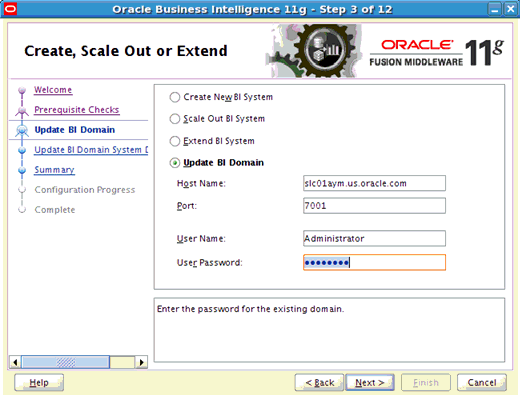 Oracle Business Intelligence 11g - Step 3 of 12
Create, Scale Out or Extend
ORACLE
FUSION MIDDLEWARE
11g
Welcome
Prerequisite Checks
Update BI Domain
Update BI Domain System D
Summary
Configuration Progress
Complete
Create New BI System
Scale Out BI System
Extend BI System
Update BI Domain
Host Name: slc01aym.us.oracle.com
Port: 7001
User Name: Administrator
User Password: ••••••••
Enter the password for the existing domain.
Help
< Back
Next >
Finish
Cancel